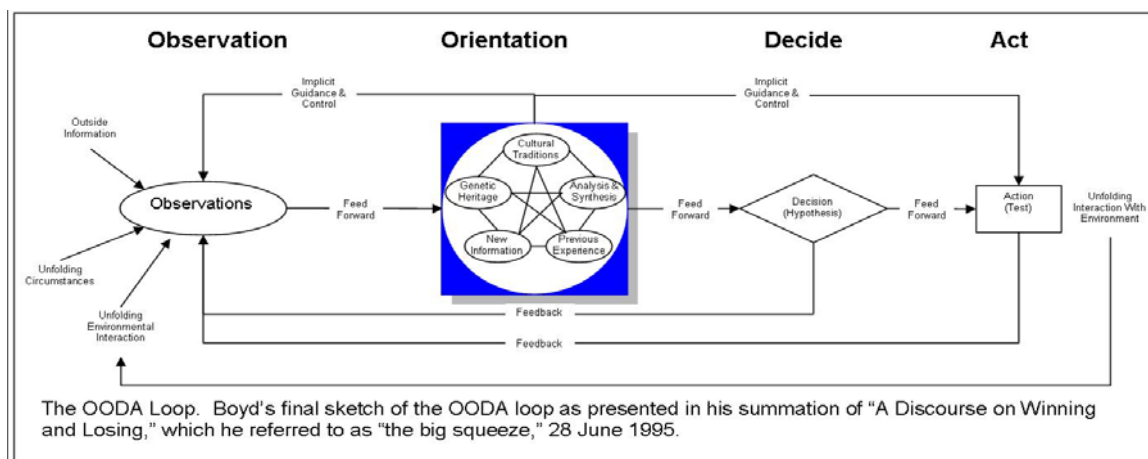 Observation
Orientation
Decide
Act
Implicit
Guidance &
Control
Implicit
Guidance &
Control
Outside
Information
Cultural
Traditions
Genetic
Heritage
Analysis &
Synthesis
New
Information
Previous
Experience
Observations
Feed
Forward
Feed
Forward
Decision
(Hypothesis)
Feed
Forward
Action
(Test)
Unfolding
Interaction With
Environment
Unfolding
Circumstances
Unfolding
Environmental
Interaction
Feedback
Feedback
The OODA Loop.  Boyd's final sketch of the OODA loop as presented in his summation of “A Discourse on Winning
and Losing,” which he referred to as “the big squeeze,” 28 June 1995.